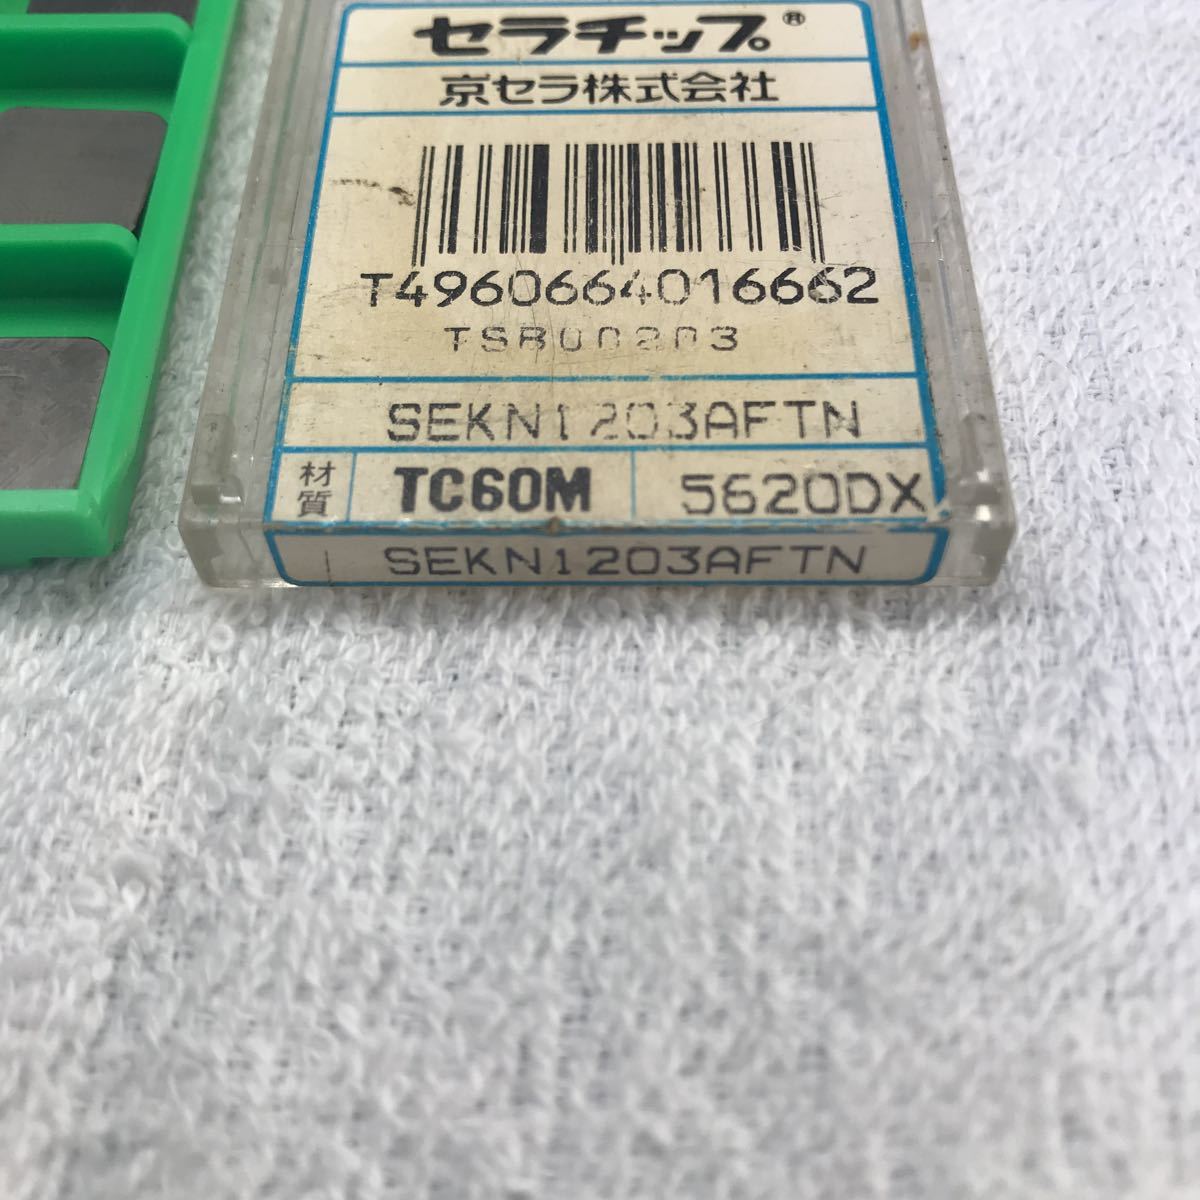 セラチップ®
京セラ株式会社
T4960664016662
TSB00203
SEKN1203AFTN
材質 TC60M 5620DX
SEKN1203AFTN